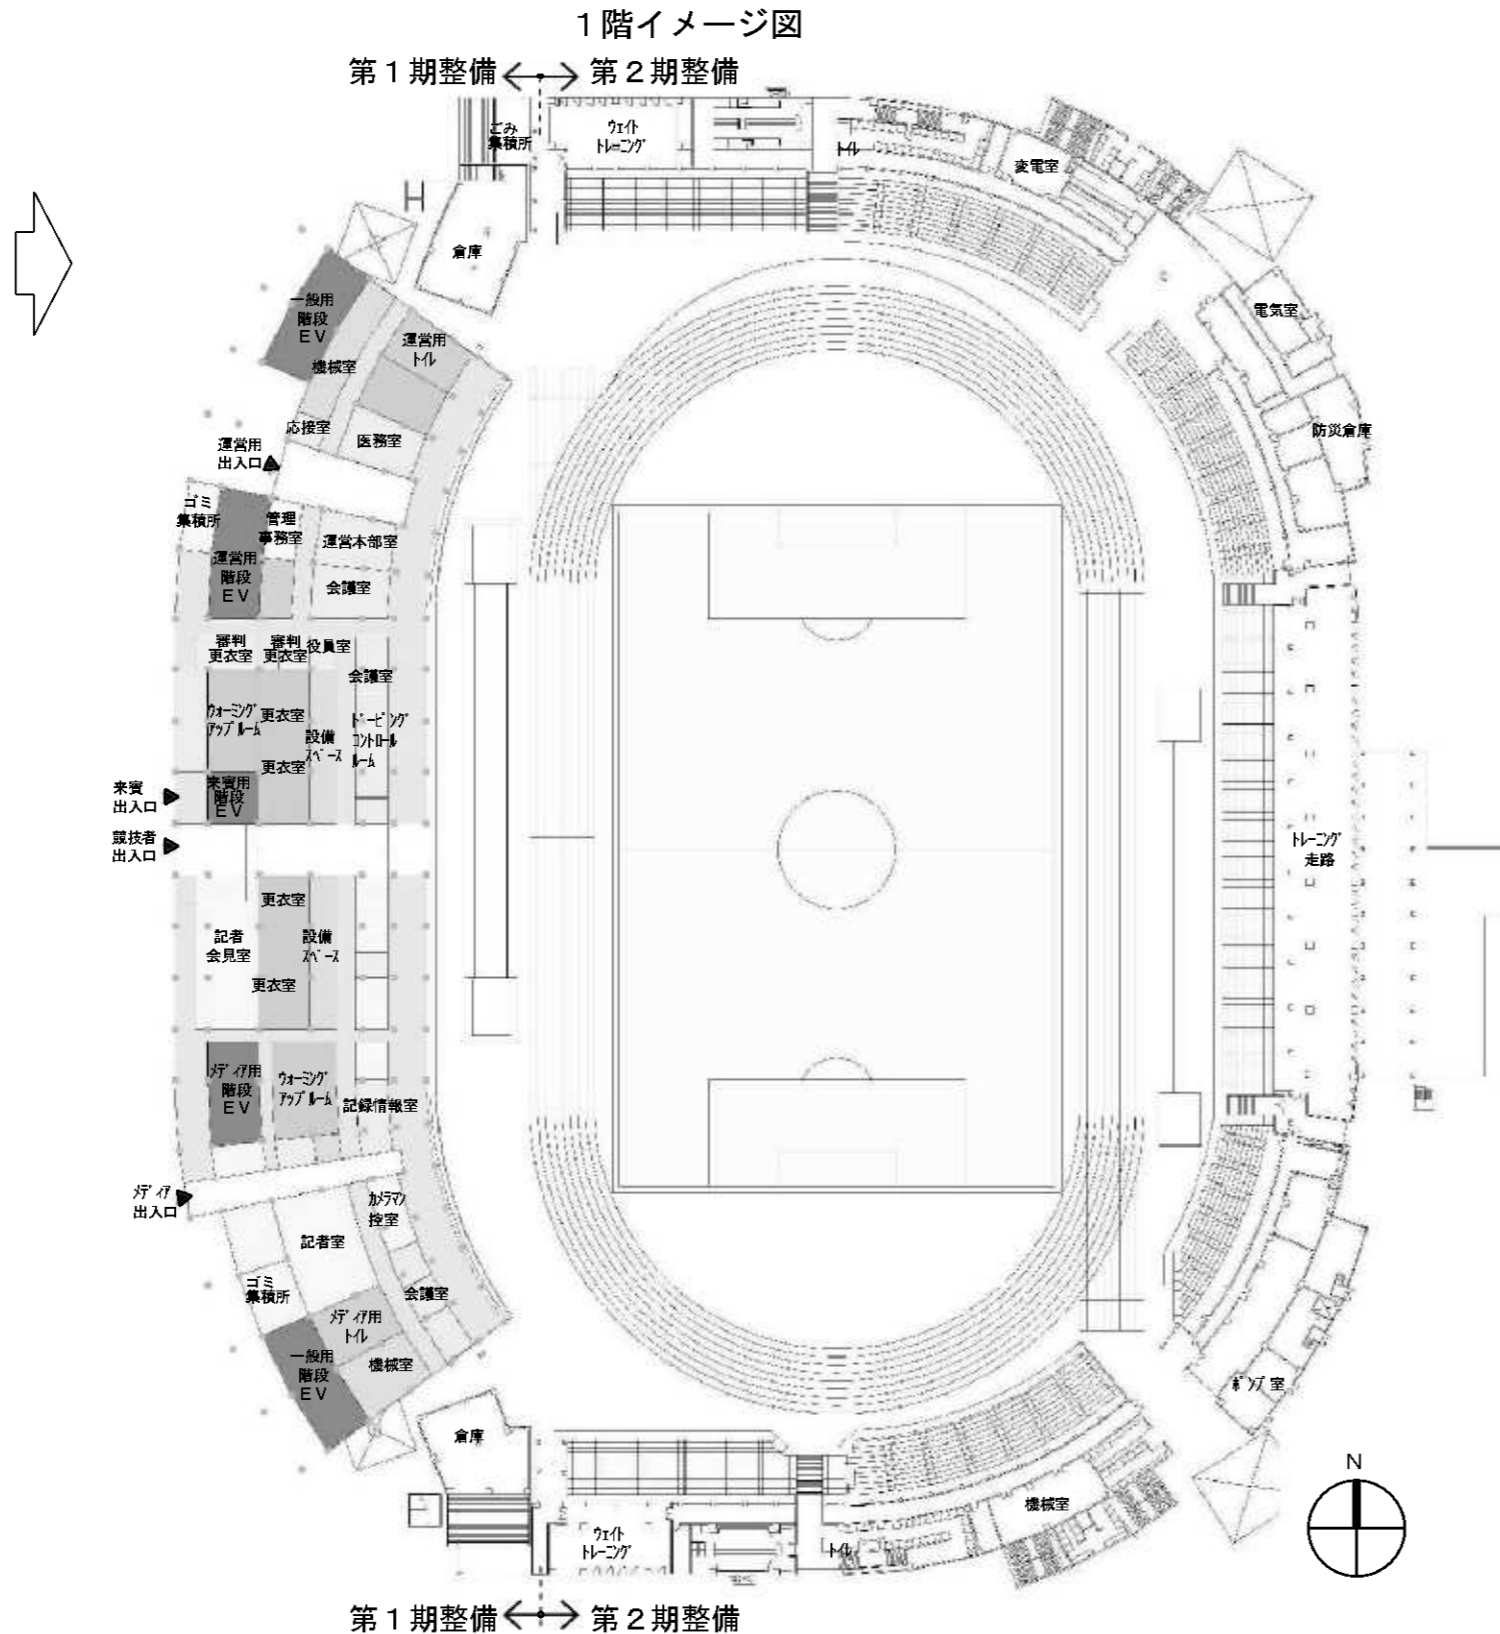 １階イメージ図
第１期整備
第２期整備
ごみ
集積所
ｳｪｲﾄ
ﾄﾚｰﾆﾝｸﾞ
ﾄｲﾚ
変電室
倉庫
一般用
階段
ＥＶ
機械室
運営用
ﾄｲﾚ
電気室
応接室
医務室
防災倉庫
運営用
出入口
ゴミ
集積所
管理
事務室
運営本部室
運営用
階段
ＥＶ
会議室
審判
更衣室
審判
更衣室
役員室
会議室
ｳｫｰﾐﾝｸﾞ
ｱｯﾌﾟﾙｰﾑ
更衣室
設備
ｽﾍﾟｰｽ
ﾄﾞｰﾋﾟﾝｸﾞ
ｺﾝﾄﾛｰﾙ
ﾙｰﾑ
更衣室
来賓用
階段
ＥＶ
来賓
出入口
競技者
出入口
ﾄﾚｰﾆﾝｸﾞ
走路
更衣室
記者
会見室
設備
ｽﾍﾟｰｽ
更衣室
ﾒﾃﾞｨｱ用
階段
ＥＶ
ｳｫｰﾐﾝｸﾞ
ｱｯﾌﾟﾙｰﾑ
記録情報室
ﾒﾃﾞｨｱ
出入口
ｶﾒﾗﾏﾝ
控室
記者室
ゴミ
集積所
会議室
ﾒﾃﾞｨｱ用
ﾄｲﾚ
一般用
階段
ＥＶ
機械室
ﾎﾟﾝﾌﾟ室
倉庫
N
機械室
ｳｪｲﾄ
ﾄﾚｰﾆﾝｸﾞ
ﾄｲﾚ
第１期整備
第２期整備